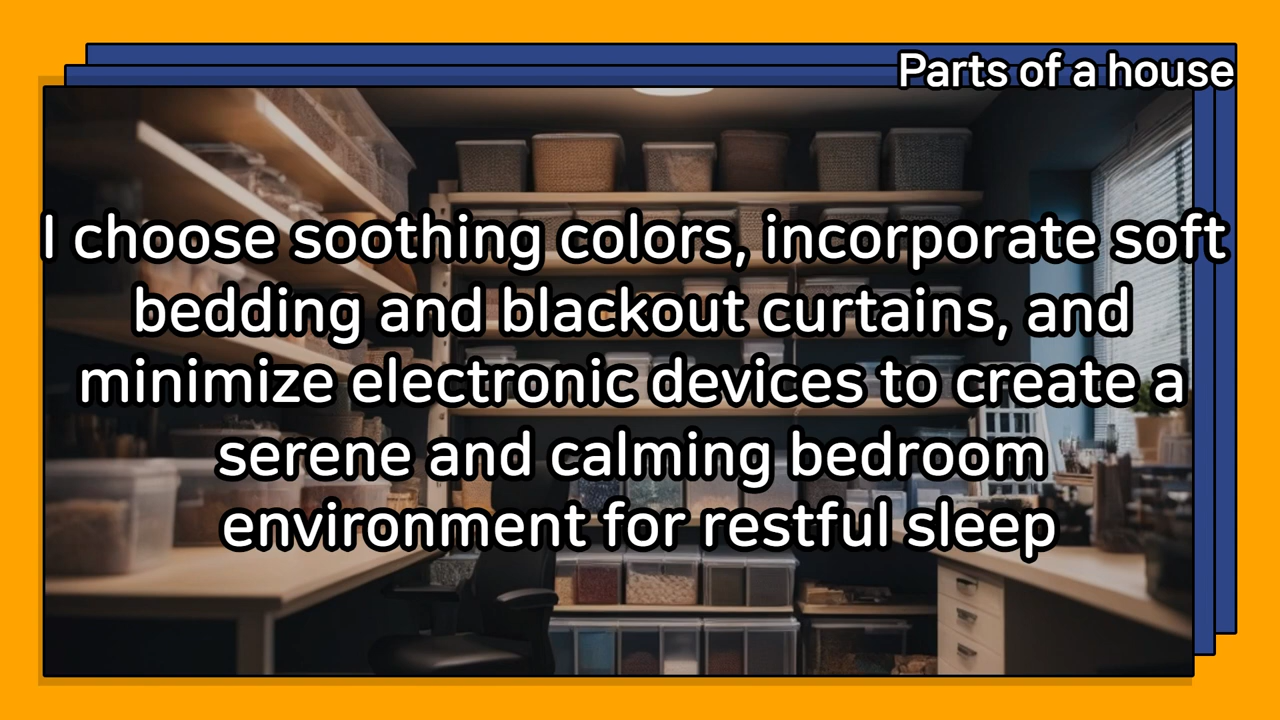 Parts of a house
I choose soothing colors, incorporate soft
bedding and blackout curtains, and
minimize electronic devices to create a
serene and calming bedroom
environment for restful sleep